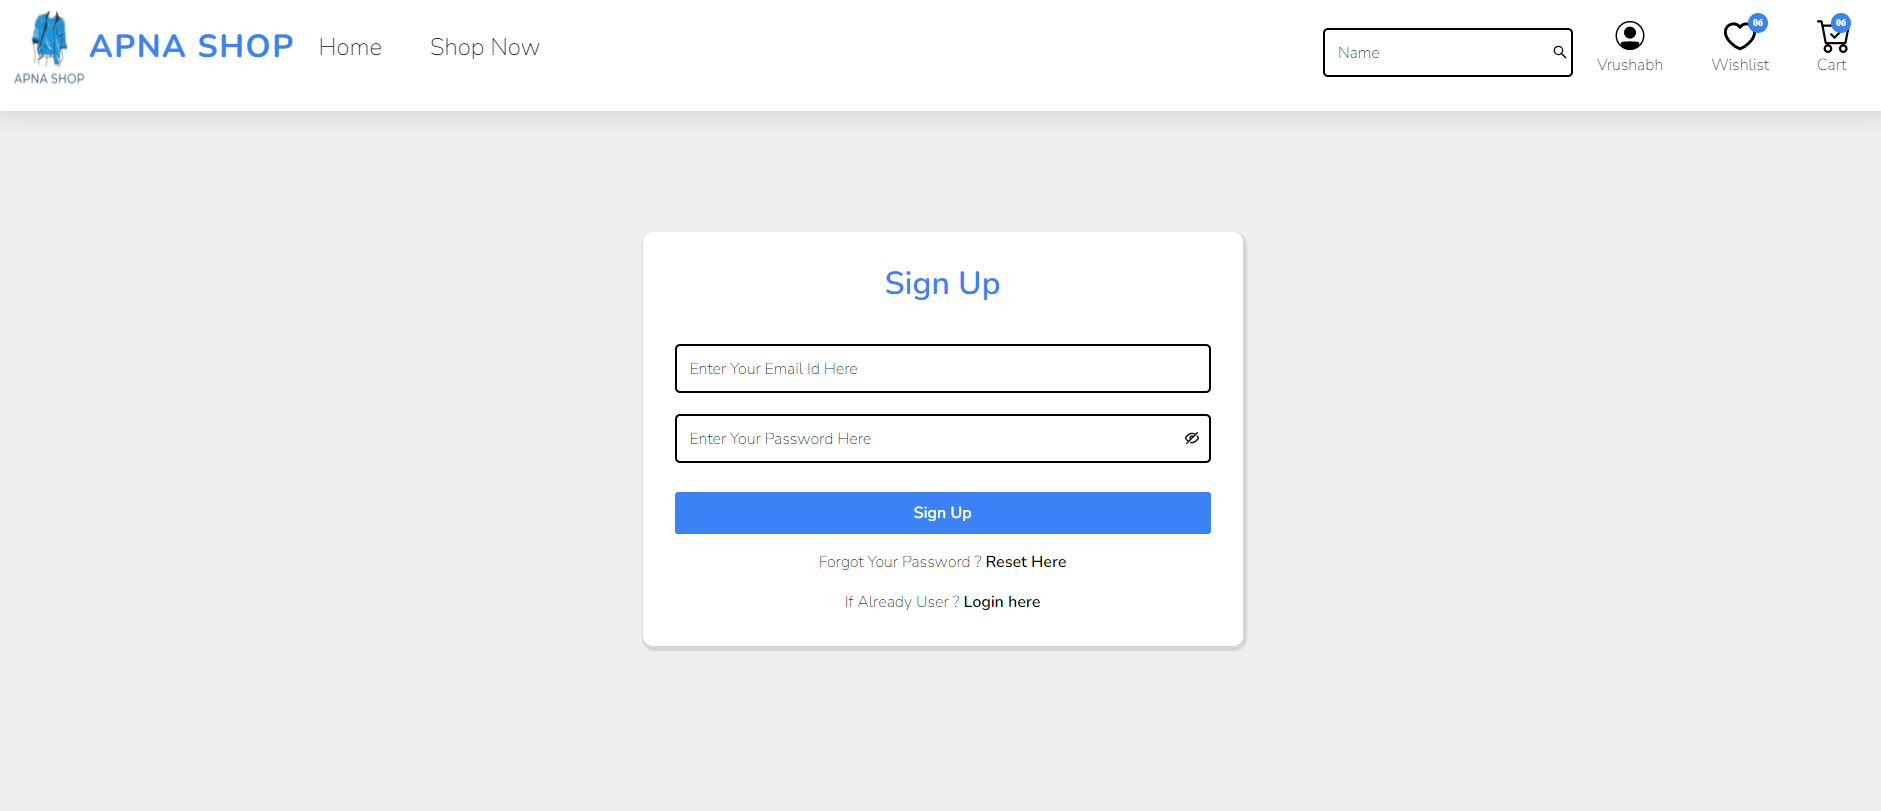 APNA SHOP
APNA SHOP
Home
Shop Now
Name
Vrushabh
06
Wishlist
06
Cart
Sign Up
Enter Your Email Id Here
Enter Your Password Here
Sign Up
Forgot Your Password ? Reset Here
If Already User ? Login here